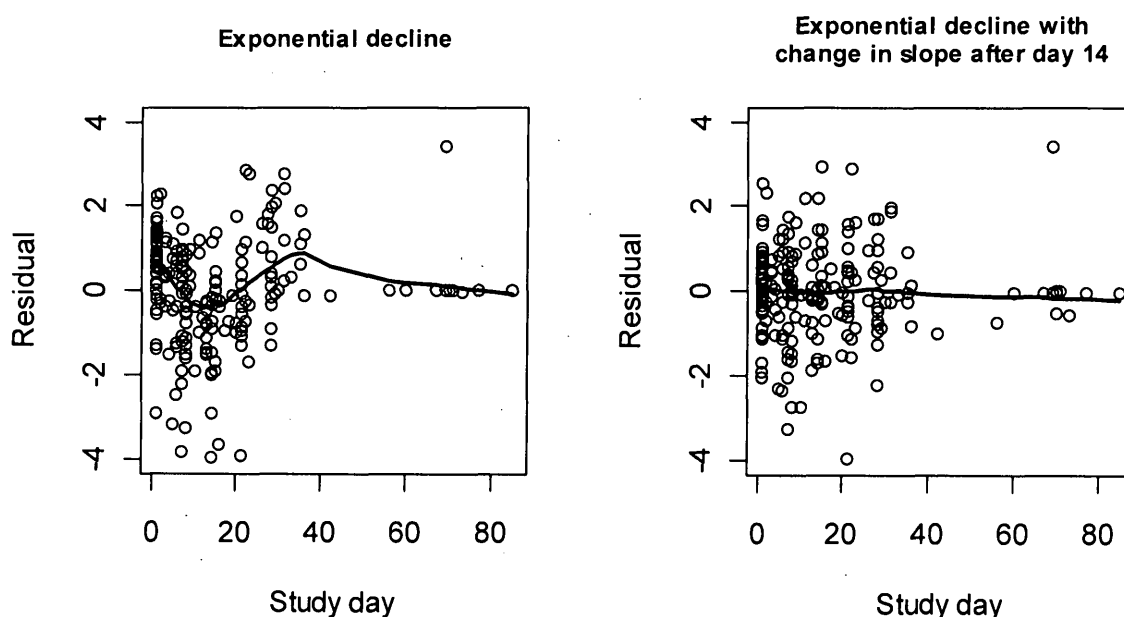 Exponential decline
4
2
0
-2
-4
Residual
0 20 40 60 80
Study day
Exponential decline with
change in slope after day 14
4
2
0
-2
-4
Residual
0 20 40 60 80
Study day